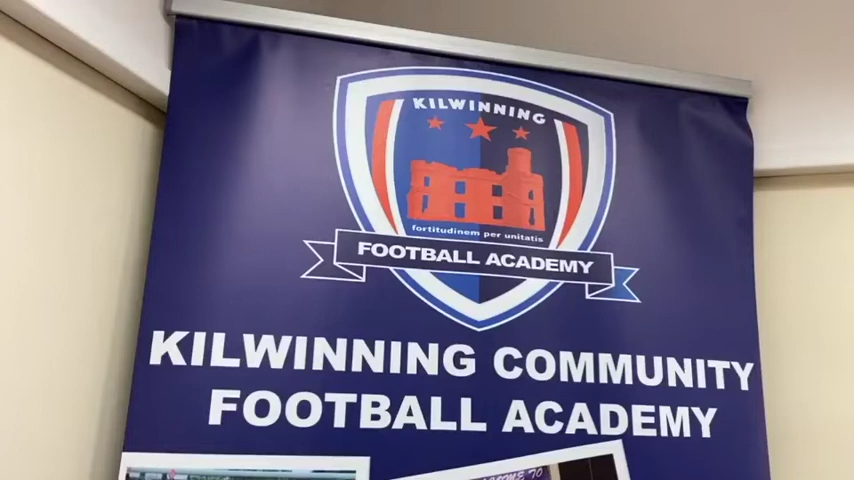 KILWINNING
fortitudinem per unitatis
FOOTBALL ACADEMY
KILWINNING COMMUNITY
FOOTBALL ACADEMY